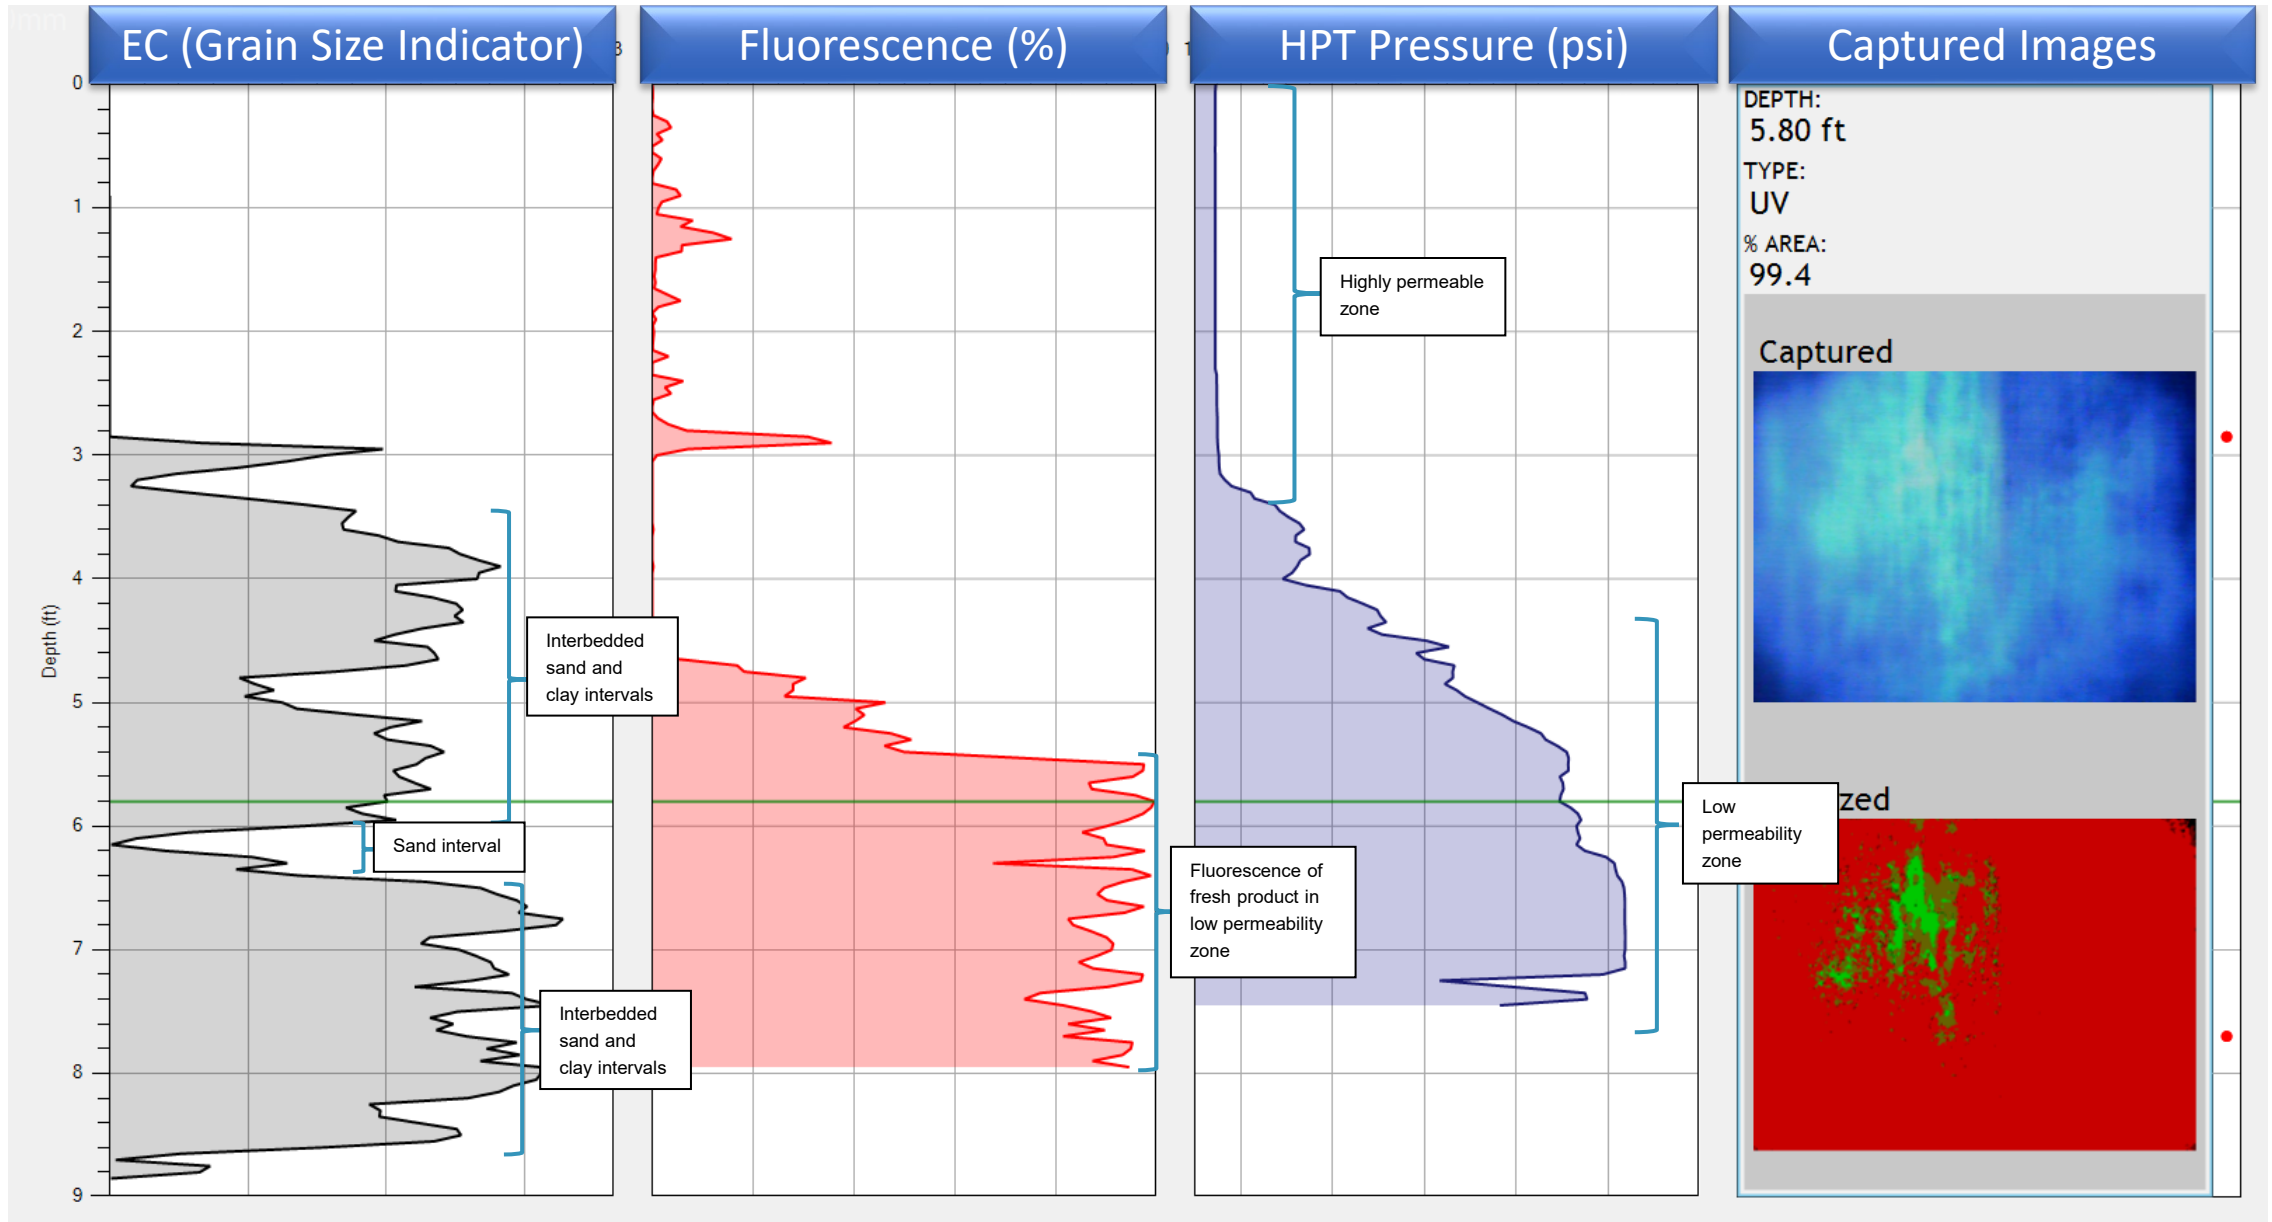 mm
EC (Grain Size Indicator)
3
Fluorescence (%)
1
HPT Pressure (psi)
Captured Images
0
1
2
3
4
5
6
7
8
9
Depth (ft)
Interbedded
sand and
clay intervals
Sand interval
Interbedded
sand and
clay intervals
Fluorescence of
fresh product in
low permeability
zone
Highly permeable
zone
Low
permeability
zone
DEPTH:
5.80 ft
TYPE:
UV
% AREA:
99.4
Captured
zed